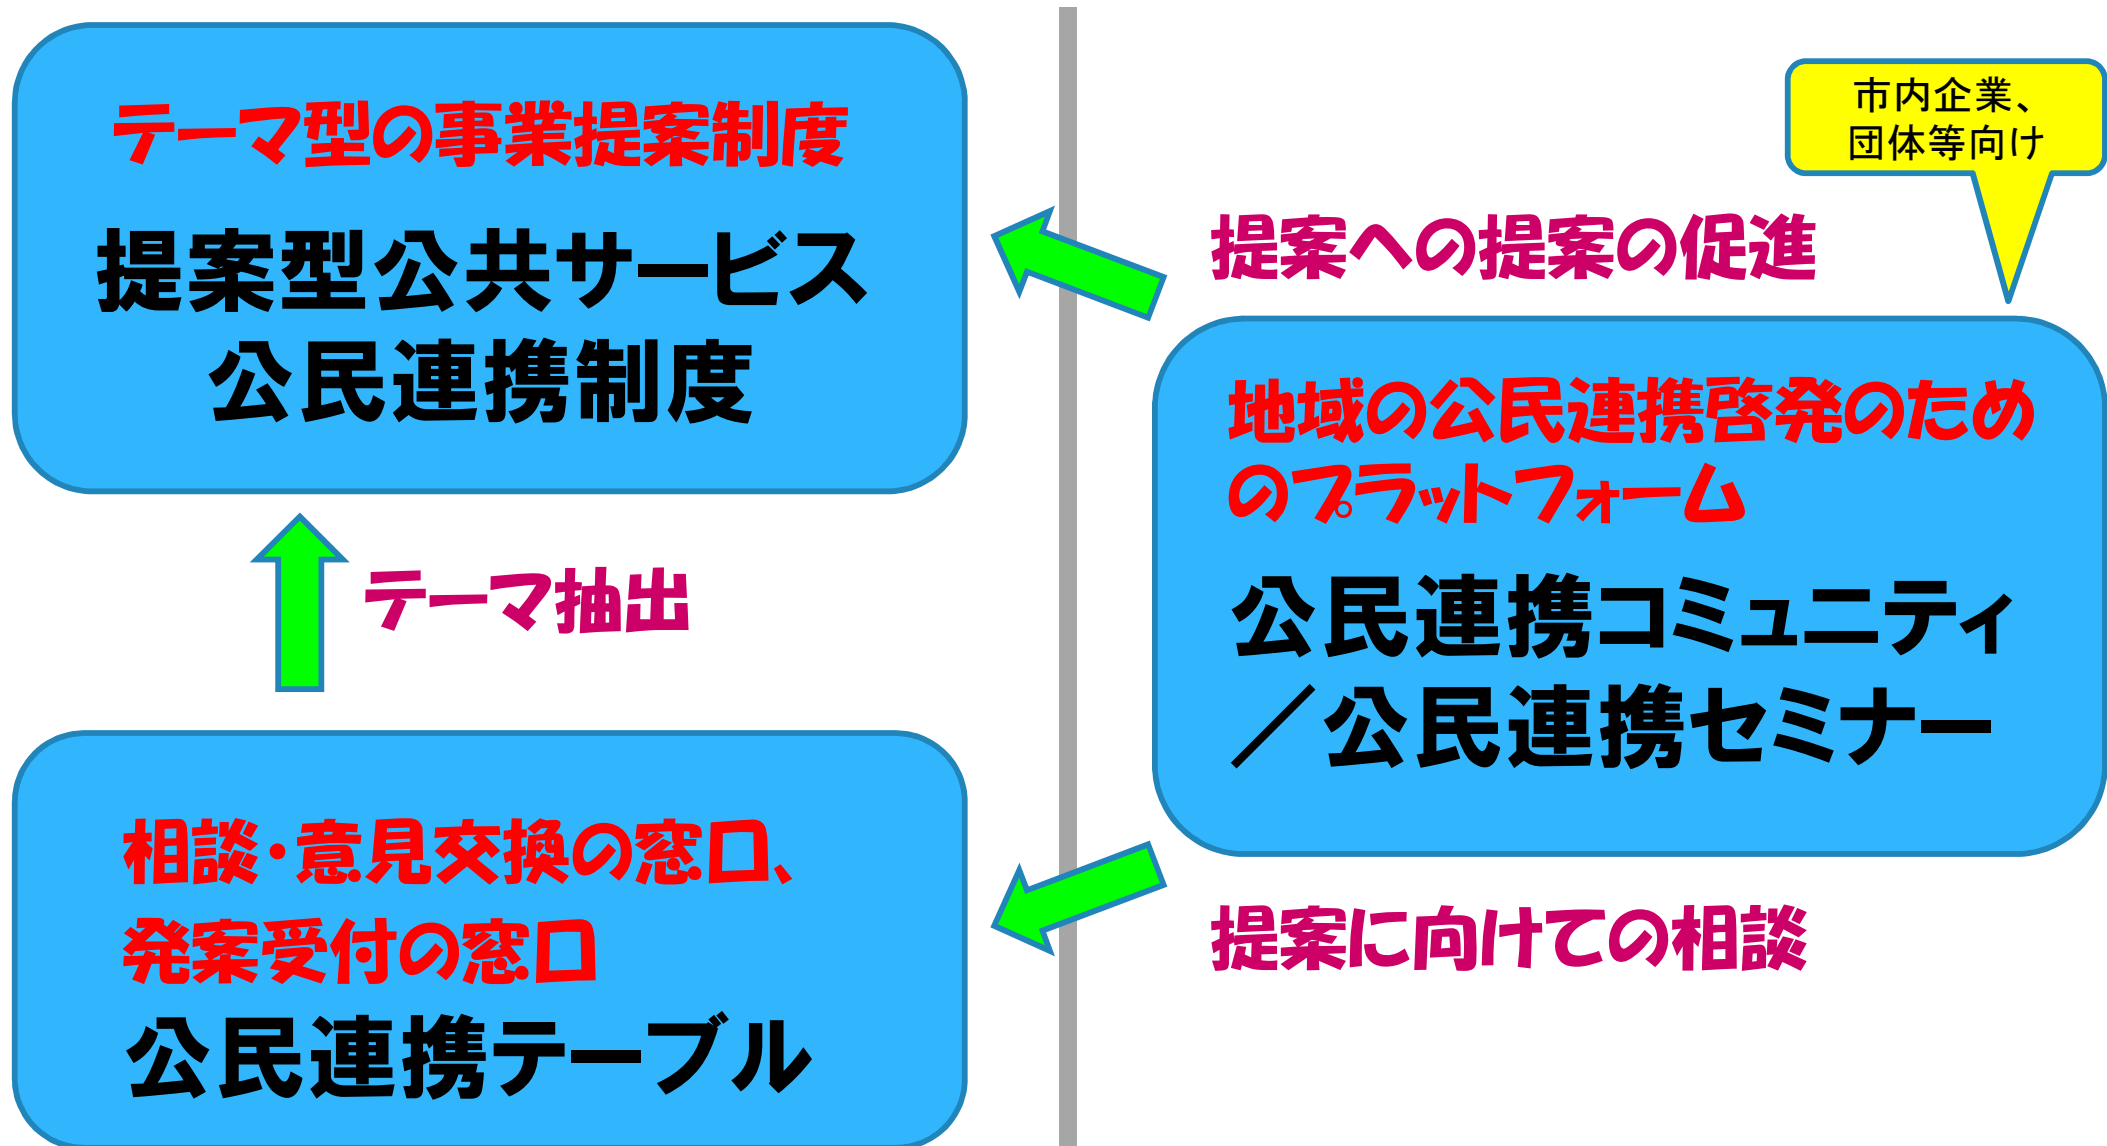 テーマ型の事業提案制度
提案型公共サービス
公民連携制度
テーマ抽出
相談・意見交換の窓口、
発案受付の窓口
公民連携テーブル
市内企業、
団体等向け
提案への提案の促進
地域の公民連携啓発のため
のプラットフォーム
公民連携コミュニティ
／公民連携セミナー
提案に向けての相談